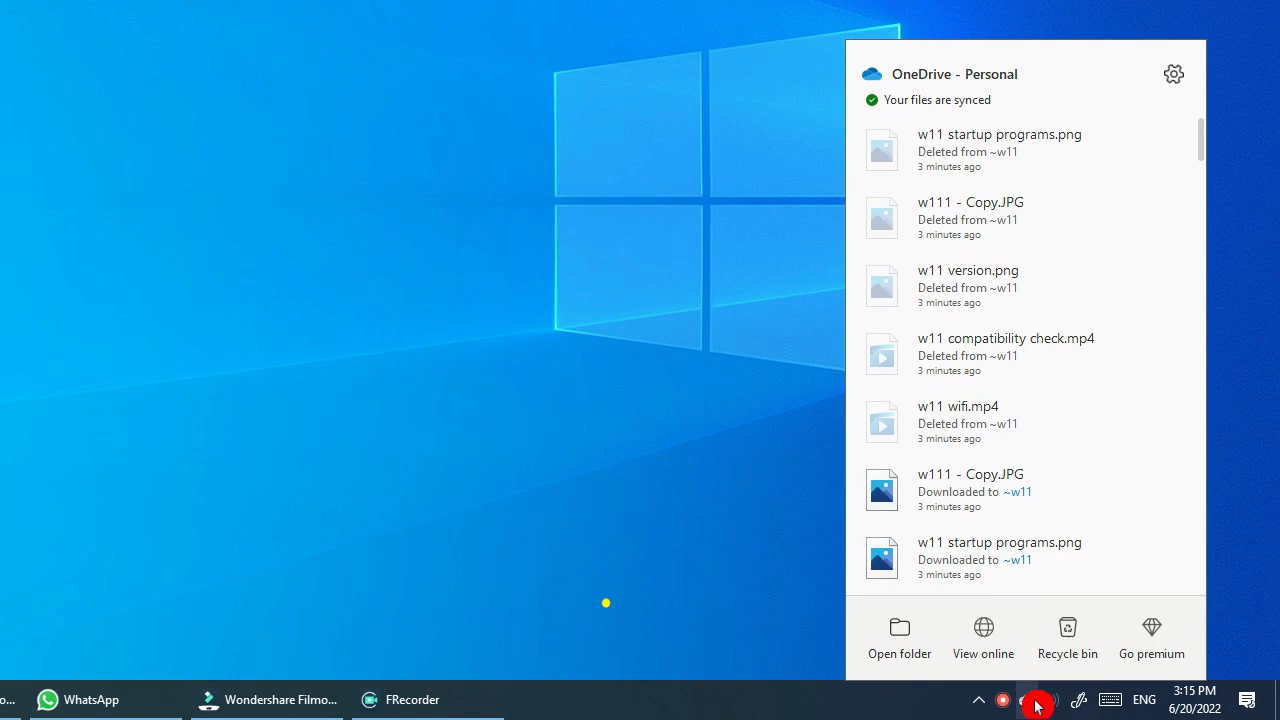 OneDrive - Personal
Your files are synced
w11 startup programs.png
Deleted from ~w11
3 minutes ago
w111 - Copy.JPG
Deleted from ~w11
3 minutes ago
w11 version.png
Deleted from ~w11
3 minutes ago
w11 compatibility check.mp4
Deleted from ~w11
3 minutes ago
w11 wifi.mp4
Deleted from ~w11
3 minutes ago
w111 - Copy.JPG
Downloaded to ~w11
3 minutes ago
w11 startup programs.png
Downloaded to ~w11
3 minutes ago
Open folder View online Recycle bin Go premium
o... WhatsApp Wondershare Filmo... FRecorder ENG 3:15 PM
6/20/2022